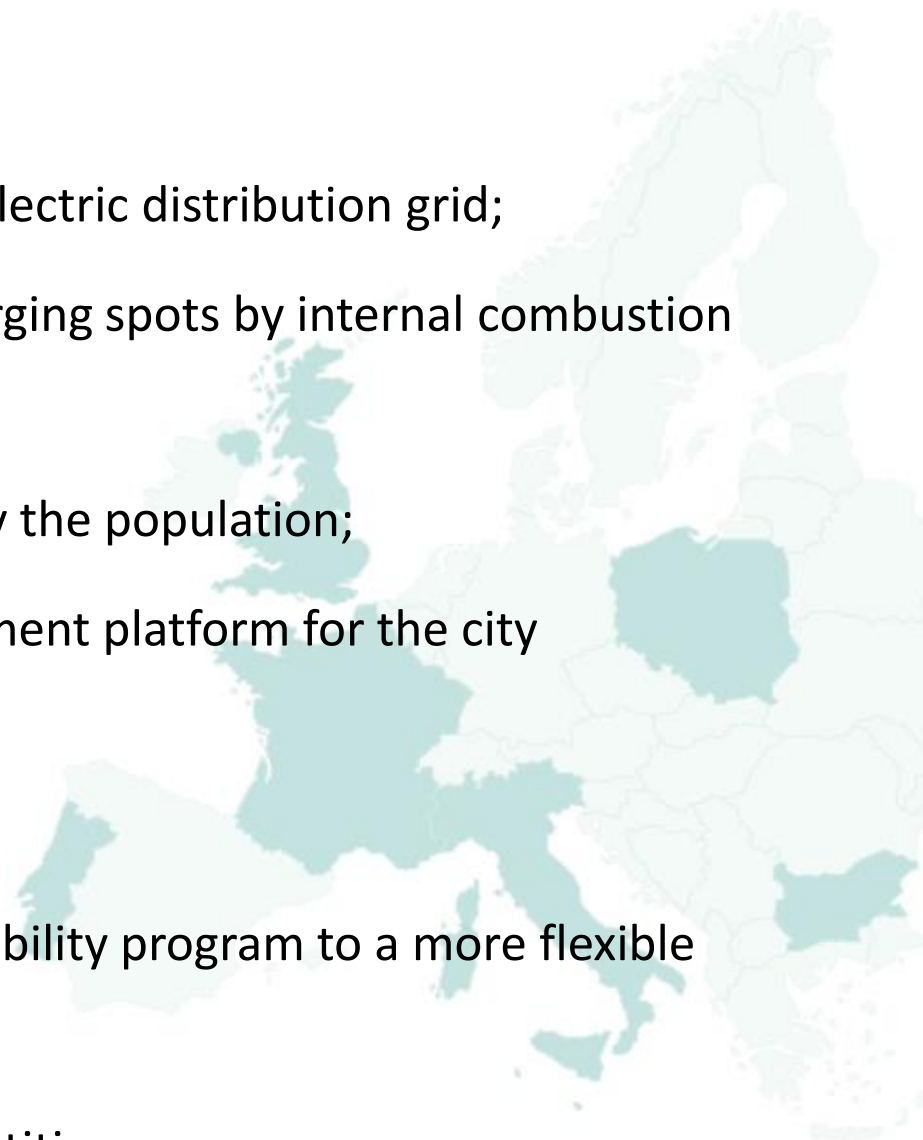 lectric distribution grid;
rging spots by internal combustion
the population;
ment platform for the city
bility program to a more flexible